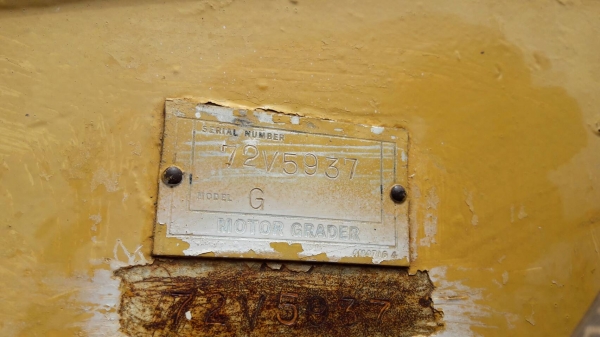 SERIAL NUMBER
72V5937
MODEL G
MOTOR GRADER
72V5937